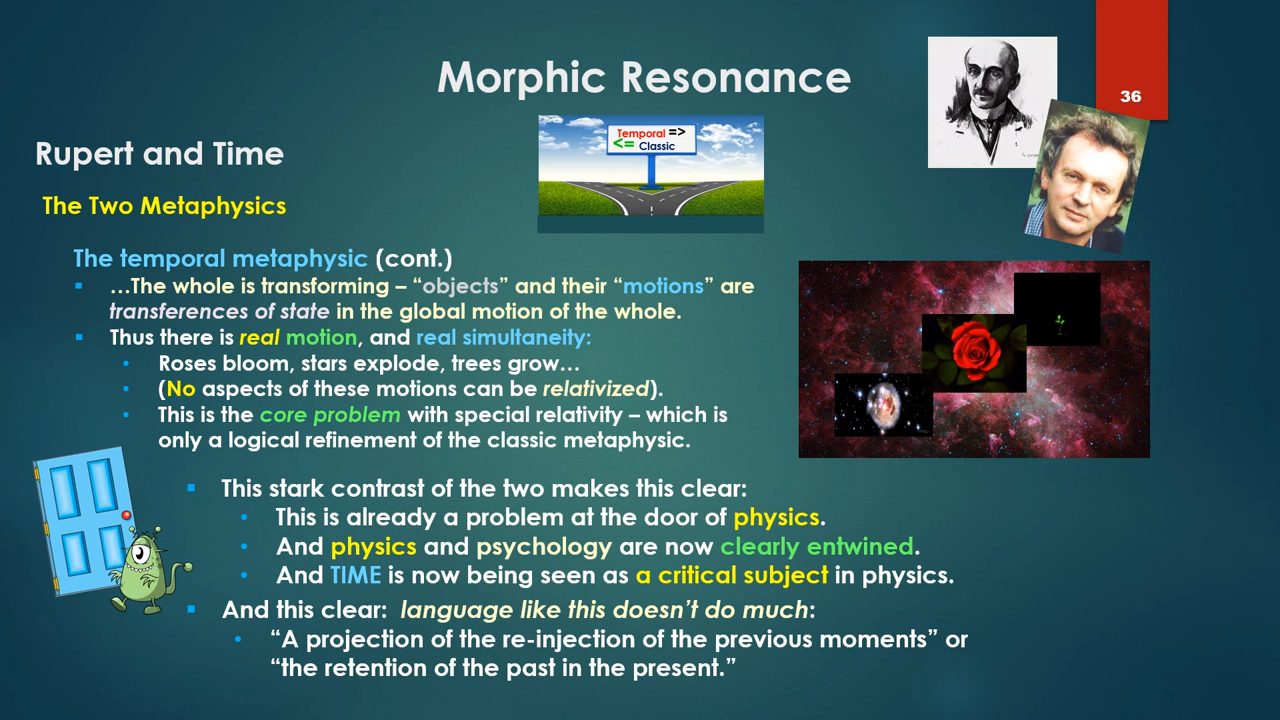 Morphic Resonance
36
Temporal =>
<= Classic
Rupert and Time
The Two Metaphysics
The temporal metaphysic (cont.)
…The whole is transforming – “objects” and their “motions” are
transferences of state in the global motion of the whole.
Thus there is real motion, and real simultaneity:
Roses bloom, stars explode, trees grow…
(No aspects of these motions can be relativized).
This is the core problem with special relativity – which is
only a logical refinement of the classic metaphysic.
This stark contrast of the two makes this clear:
This is already a problem at the door of physics.
And physics and psychology are now clearly entwined.
And TIME is now being seen as a critical subject in physics.
And this clear: language like this doesn’t do much:
“A projection of the re-injection of the previous moments” or
“the retention of the past in the present.”